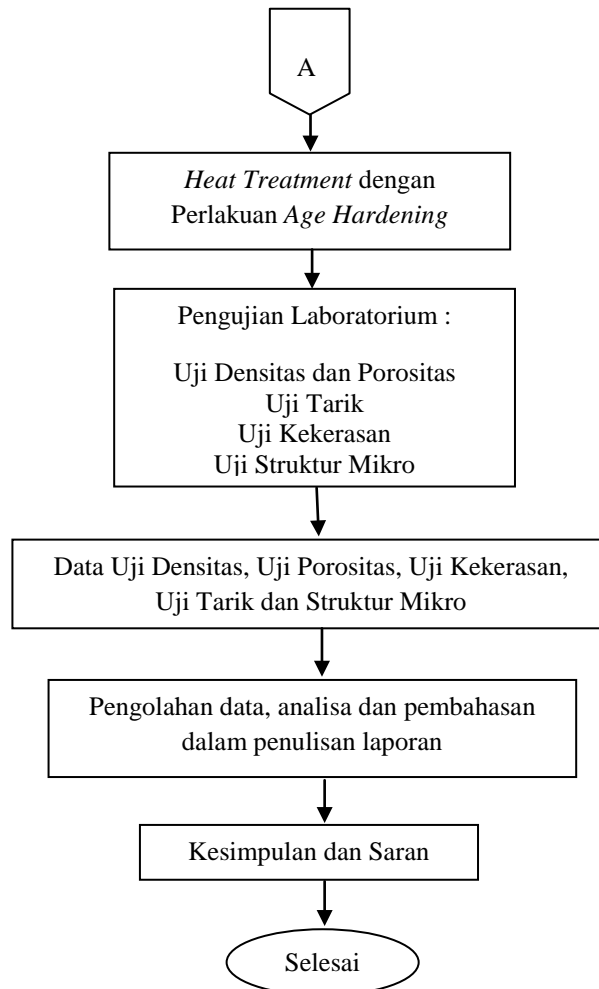 A
Heat Treatment dengan
Perlakuan Age Hardening
Pengujian Laboratorium :
Uji Densitas dan Porositas
Uji Tarik
Uji Kekerasan
Uji Struktur Mikro
Data Uji Densitas, Uji Porositas, Uji Kekerasan,
Uji Tarik dan Struktur Mikro
Pengolahan data, analisa dan pembahasan
dalam penulisan laporan
Kesimpulan dan Saran
Selesai